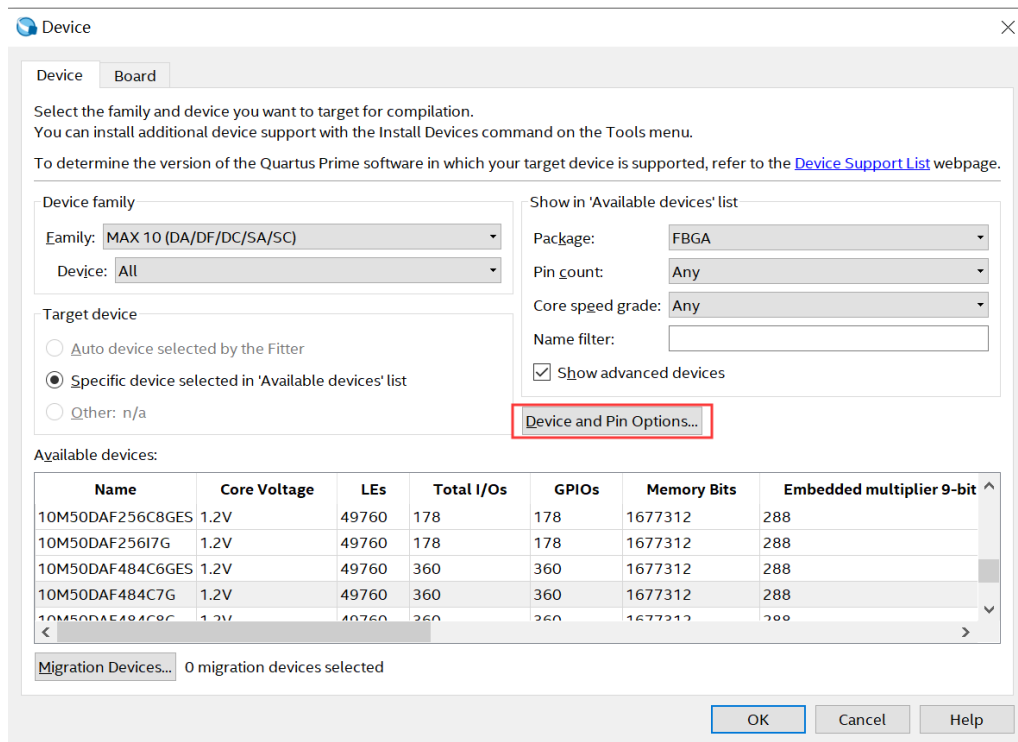 Device
Device Board
Select the family and device you want to target for compilation.
You can install additional device support with the Install Devices command on the Tools menu.
To determine the version of the Quartus Prime software in which your target device is supported, refer to the Device Support List webpage.
Device family
Family: MAX 10 (DA/DF/DC/SA/SC)
Device: All
Show in 'Available devices' list
Package: FBGA
Pin count: Any
Core speed grade: Any
Name filter:
Show advanced devices
Target device
Auto device selected by the Fitter
Specific device selected in 'Available devices' list
Other: n/a
Device and Pin Options...
Available devices:
Name Core Voltage LEs Total I/Os GPIOs Memory Bits Embedded multiplier 9-bit
10M50DAF256C8GES 1.2V 49760 178 178 1677312 288
10M50DAF256I7G 1.2V 49760 178 178 1677312 288
10M50DAF484C6GES 1.2V 49760 360 360 1677312 288
10M50DAF484C7G 1.2V 49760 360 360 1677312 288
10M50DAF484C8G 1.2V 49760 360 360 1677312 288
Migration Devices... 0 migration devices selected
OK Cancel Help